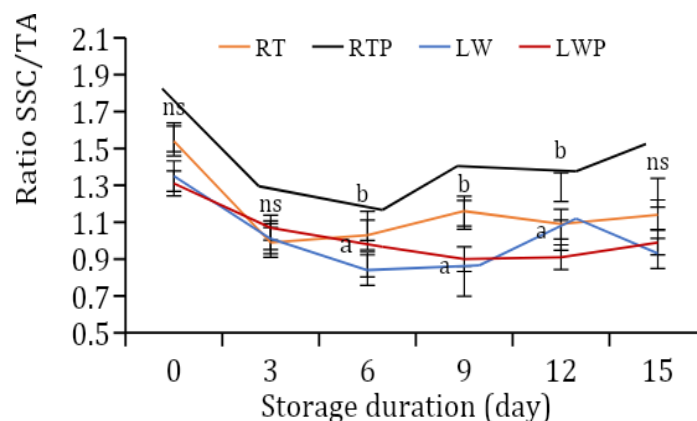 Ratio SSC/TA
2.1
1.9
1.7
1.5
1.3
1.1
0.9
0.7
0.5
RT RTP LW LWP
ns
ns
b
a
b
a
b
a
ns
0 3 6 9 12 15
Storage duration (day)